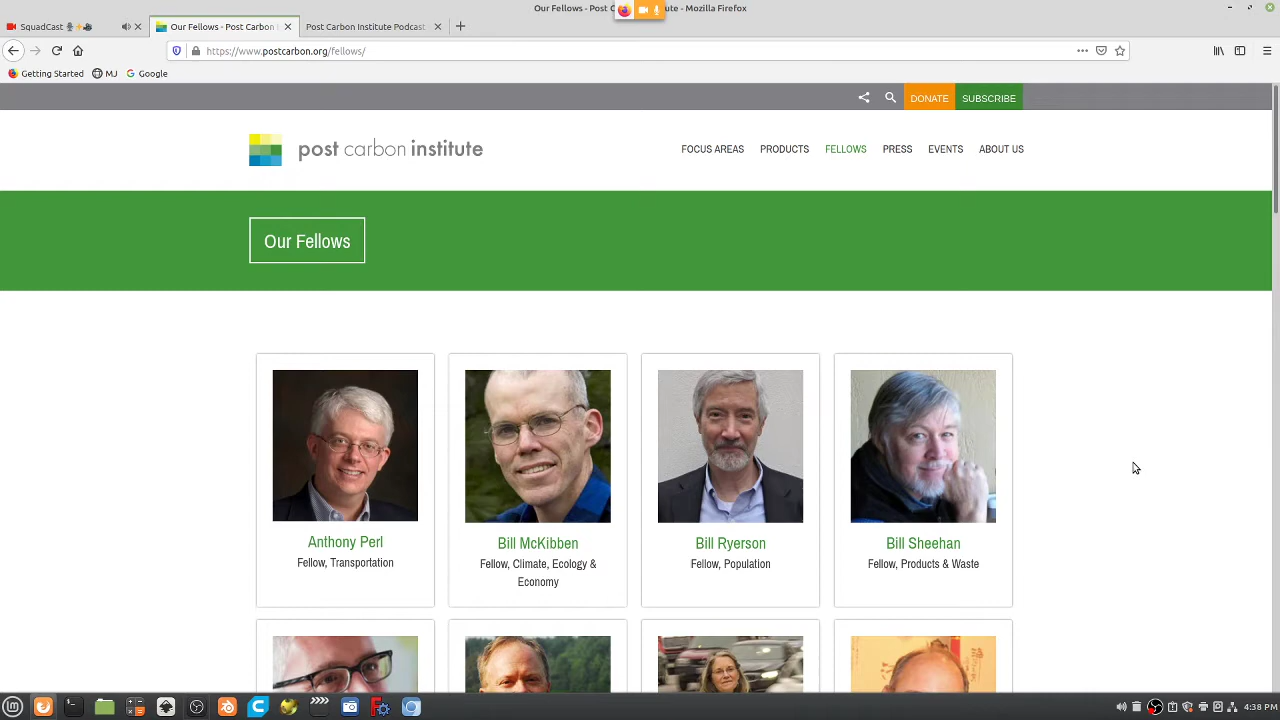 Our Fellows - Post C
ute - Mozilla Firefox
SquadCast
Our Fellows - Post Carbon
Post Carbon Institute Podcast
https://www.postcarbon.org/fellows/
Getting Started
MJ
Google
DONATE
SUBSCRIBE
post carbon institute
FOCUS AREAS
PRODUCTS
FELLOWS
PRESS
EVENTS
ABOUT US
Our Fellows
Anthony Perl
Fellow, Transportation
Bill McKibben
Fellow, Climate, Ecology &
Economy
Bill Ryerson
Fellow, Population
Bill Sheehan
Fellow, Products & Waste
4:38 PM